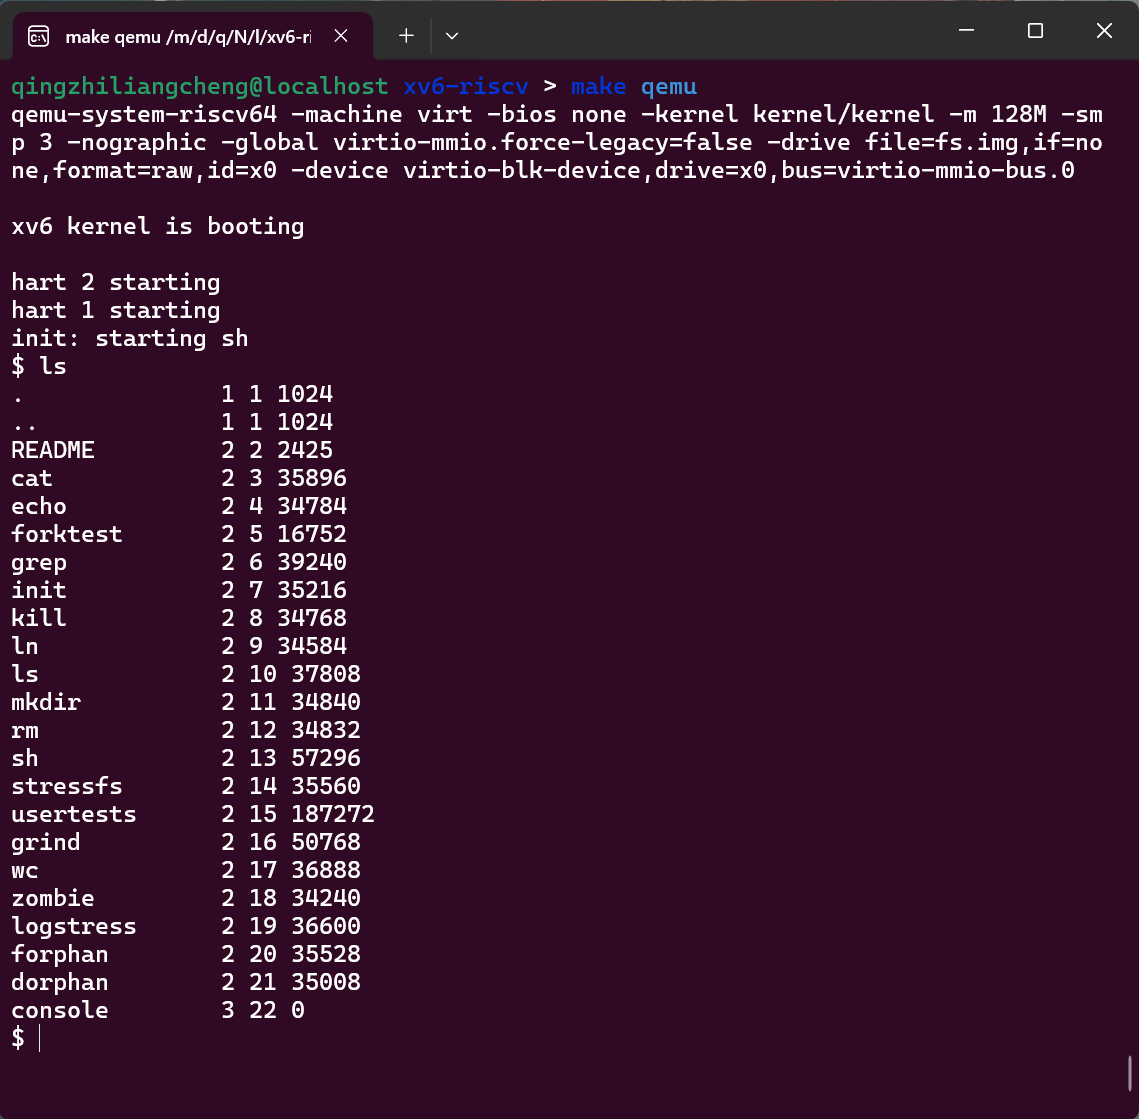 make qemu /m/d/q/N/l/xv6-ri
qingzhiliangcheng@localhost xv6-riscv > make qemu
qemu-system-riscv64 -machine virt -bios none -kernel kernel/kernel -m 128M -sm
p 3 -nographic -global virtio-mmio.force-legacy=false -drive file=fs.img,if=no
ne,format=raw,id=x0 -device virtio-blk-device,drive=x0,bus=virtio-mmio-bus.0
xv6 kernel is booting
hart 2 starting
hart 1 starting
init: starting sh
$ ls
.              1 1 1024
..             1 1 1024
README         2 2 2425
cat            2 3 35896
echo           2 4 34784
forktest       2 5 16752
grep           2 6 39240
init           2 7 35216
kill           2 8 34768
ln             2 9 34584
ls             2 10 37808
mkdir          2 11 34840
rm             2 12 34832
sh             2 13 57296
stressfs       2 14 35560
usertests      2 15 187272
grind          2 16 50768
wc             2 17 36888
zombie         2 18 34240
logstress      2 19 36600
forphan        2 20 35528
dorphan        2 21 35008
console        3 22 0
$